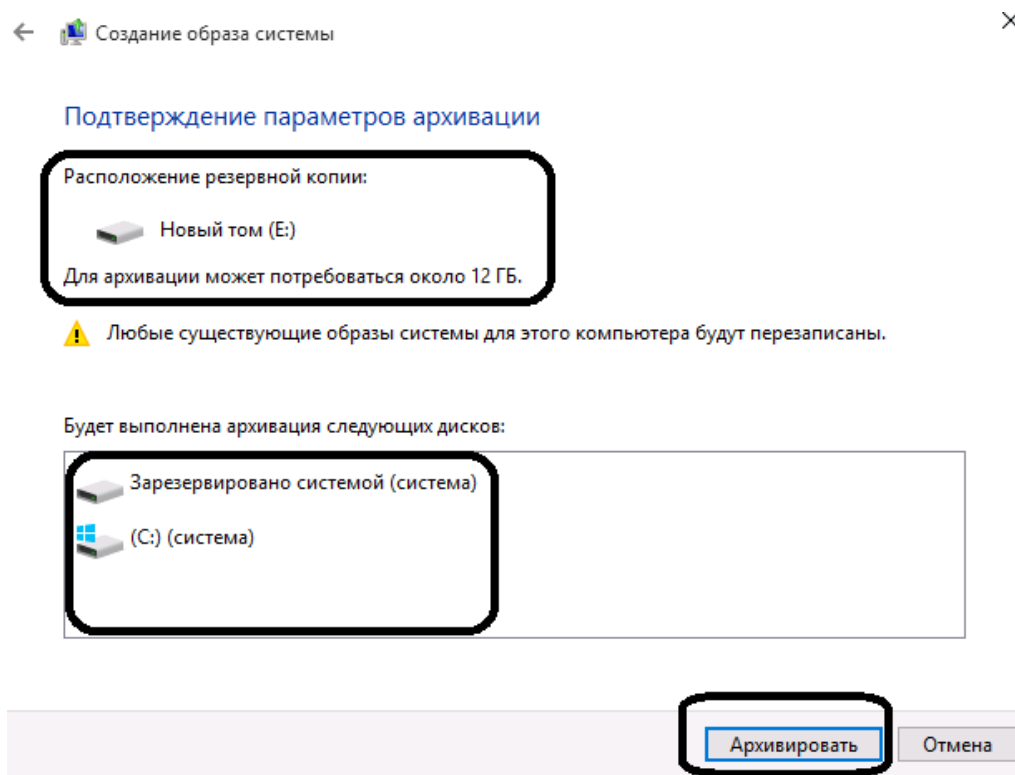 Создание образа системы
Подтверждение параметров архивации
Расположение резервной копии:
Новый том (E:)
Для архивации может потребоваться около 12 ГБ.
Любые существующие образы системы для этого компьютера будут перезаписаны.
Будет выполнена архивация следующих дисков:
Зарезервировано системой (система)
(C:) (система)
Архивировать
Отмена